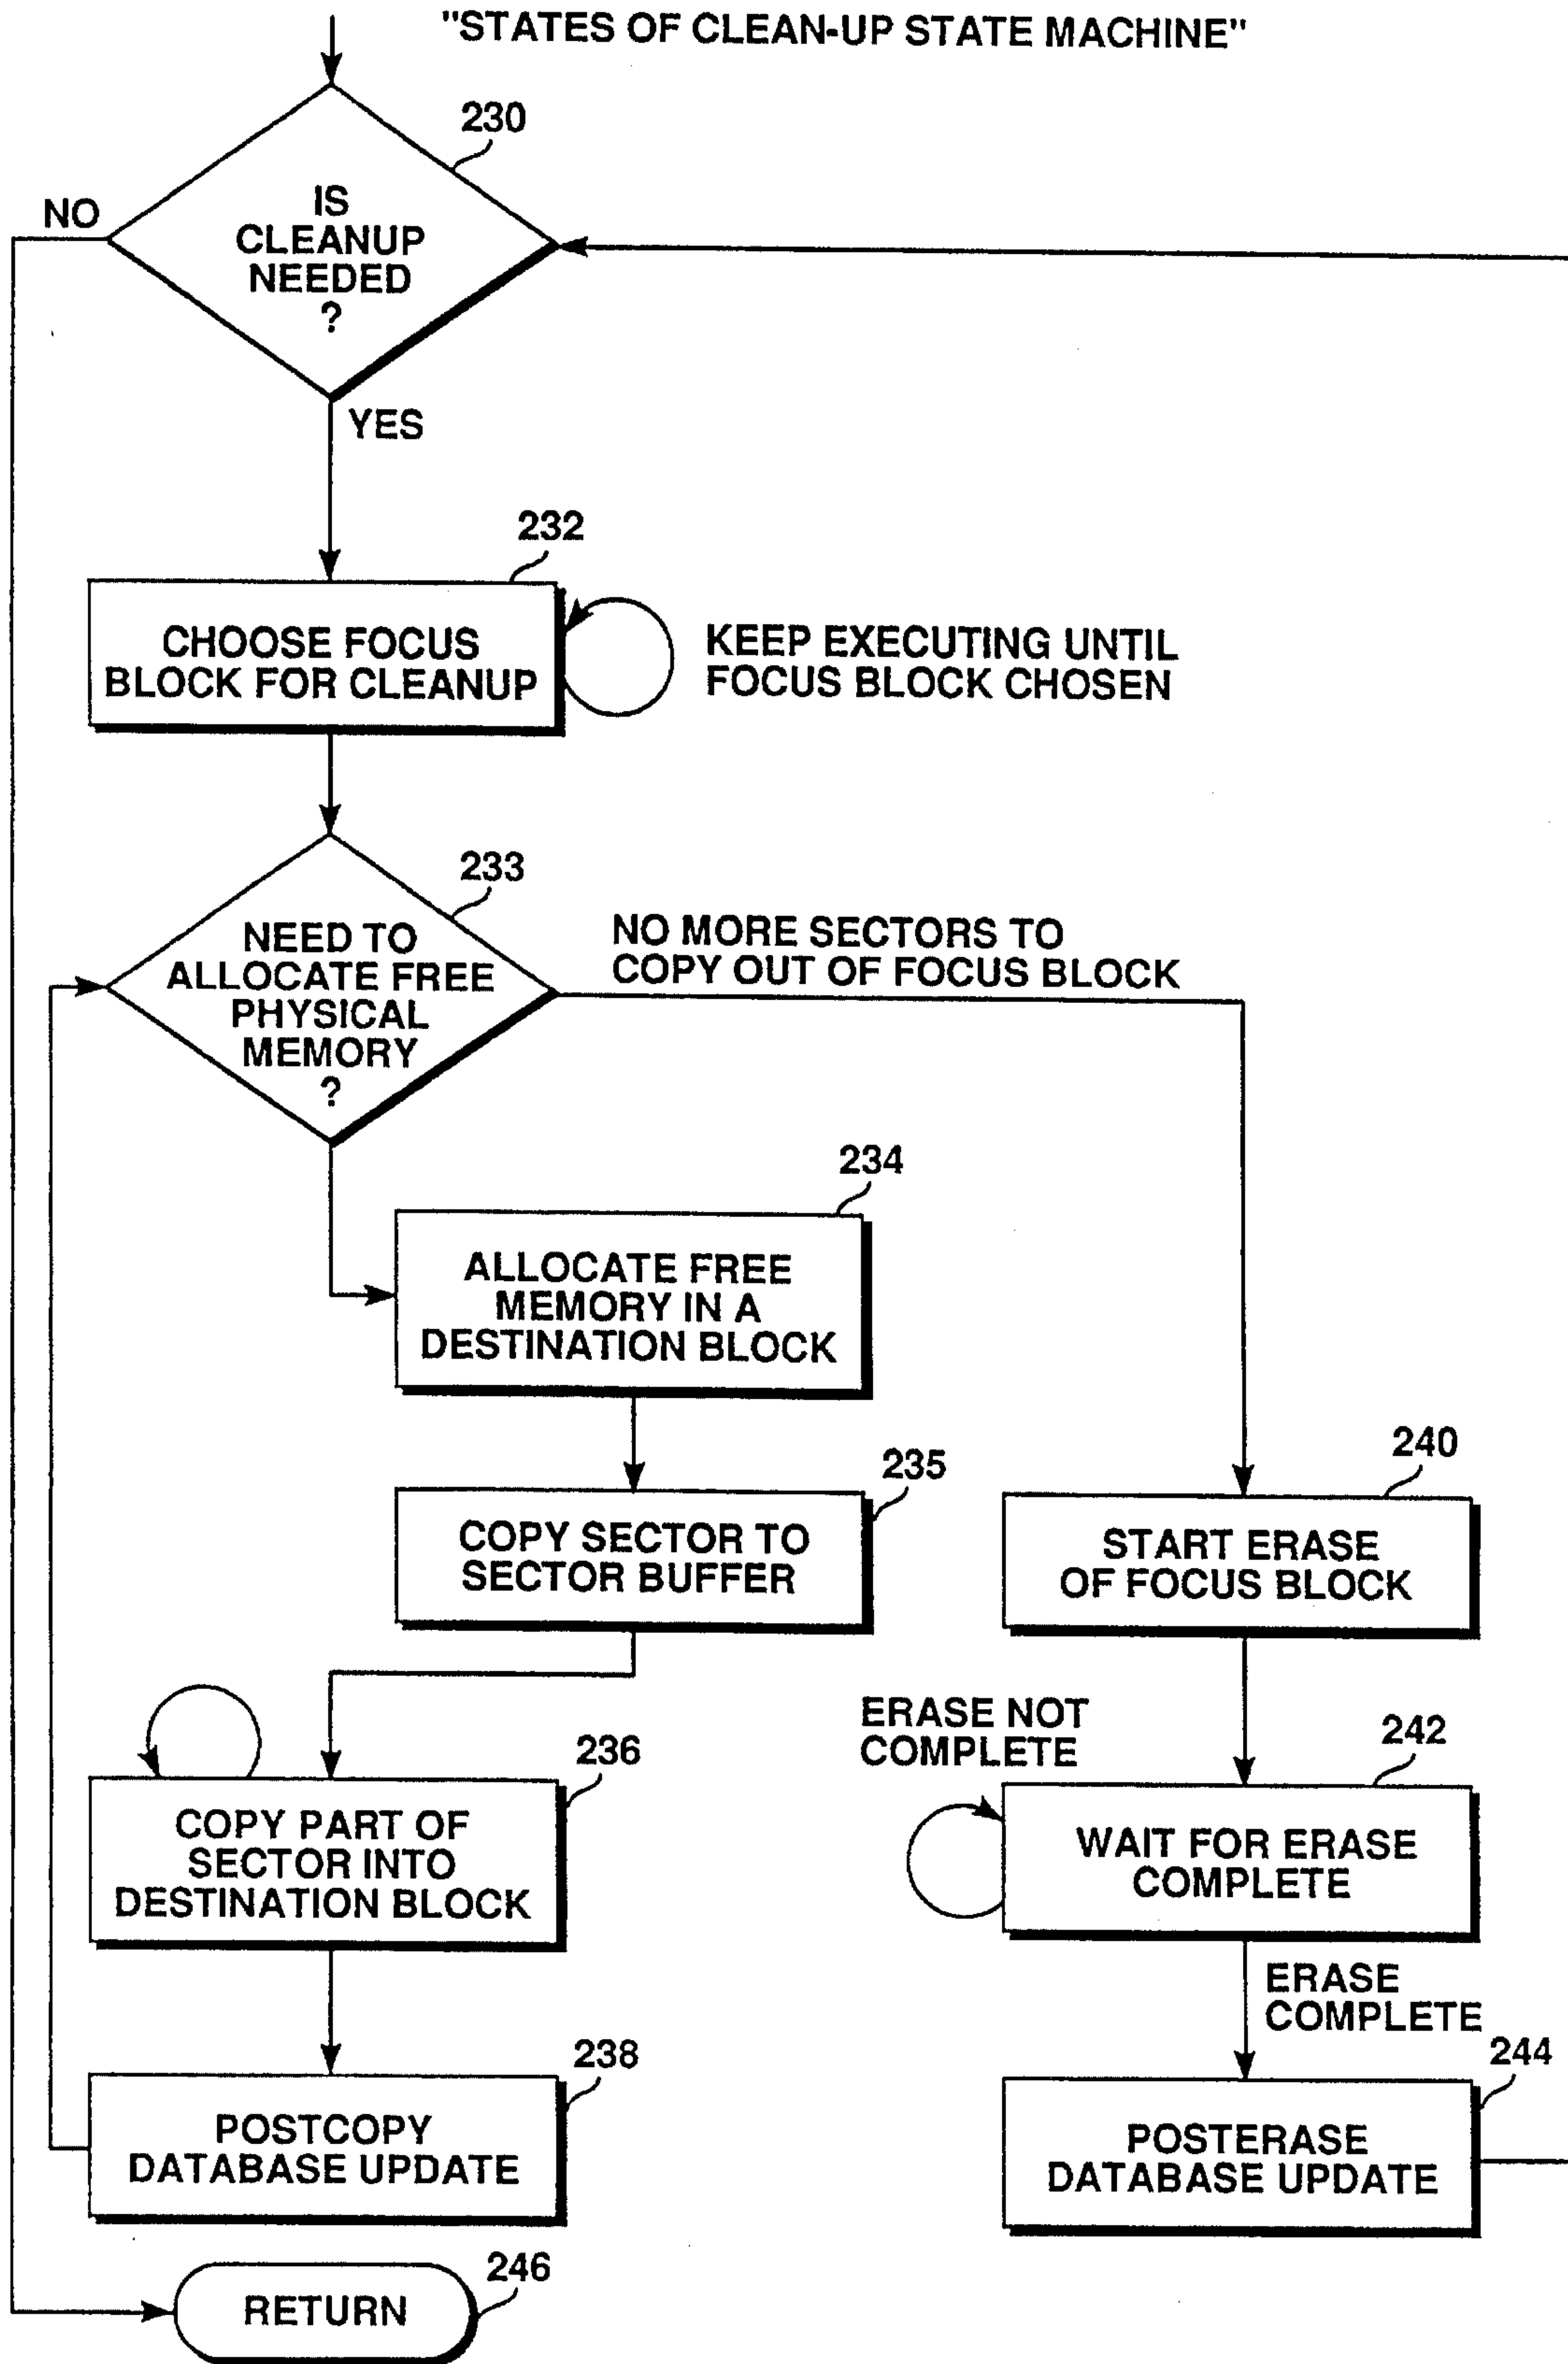 "STATES OF CLEAN-UP STATE MACHINE"
230
IS
CLEANUP
NEEDED
?
NO
YES
232
CHOOSE FOCUS
BLOCK FOR CLEANUP
KEEP EXECUTING UNTIL
FOCUS BLOCK CHOSEN
233
NEED TO
ALLOCATE FREE
PHYSICAL
MEMORY
?
NO MORE SECTORS TO
COPY OUT OF FOCUS BLOCK
234
ALLOCATE FREE
MEMORY IN A
DESTINATION BLOCK
235
COPY SECTOR TO
SECTOR BUFFER
240
START ERASE
OF FOCUS BLOCK
236
COPY PART OF
SECTOR INTO
DESTINATION BLOCK
ERASE NOT
COMPLETE
242
WAIT FOR ERASE
COMPLETE
ERASE
COMPLETE
238
POSTCOPY
DATABASE UPDATE
244
POSTERASE
DATABASE UPDATE
246
RETURN